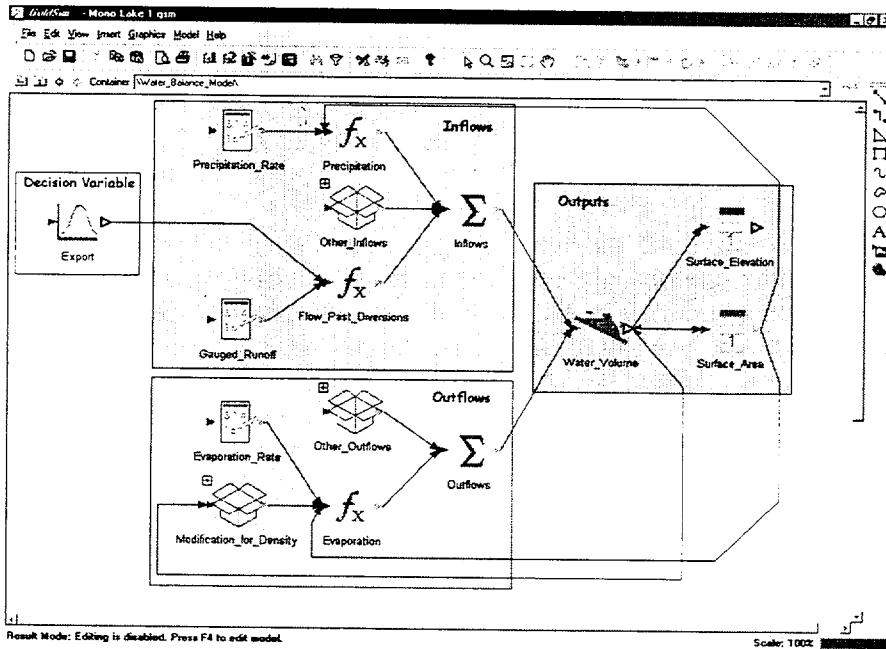 GoldSim - Mono Lake 1 gsm
File Edit View Insert Graphics Model Help
Container \Water_Balance_Model\
Inflows
Precipitation_Rate
Precipitation
Decision Variable
Export
Other_Inflows
Inflows
Flow_Past_Diversions
Gauged_Runoff
Outputs
Surface_Elevation
Water_Volume
Surface_Area
Outflows
Evaporation_Rate
Other_Outflows
Outflows
Modification_for_Density
Evaporation
Result Mode: Editing is disabled. Press F4 to edit model.
Scale: 100%